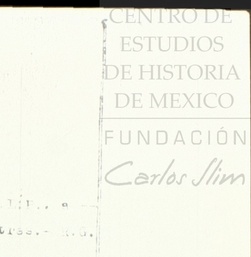 CENTRO DE
ESTUDIOS
DE HISTORIA
DE MEXICO
FUNDACIÓN
Carlos Slim